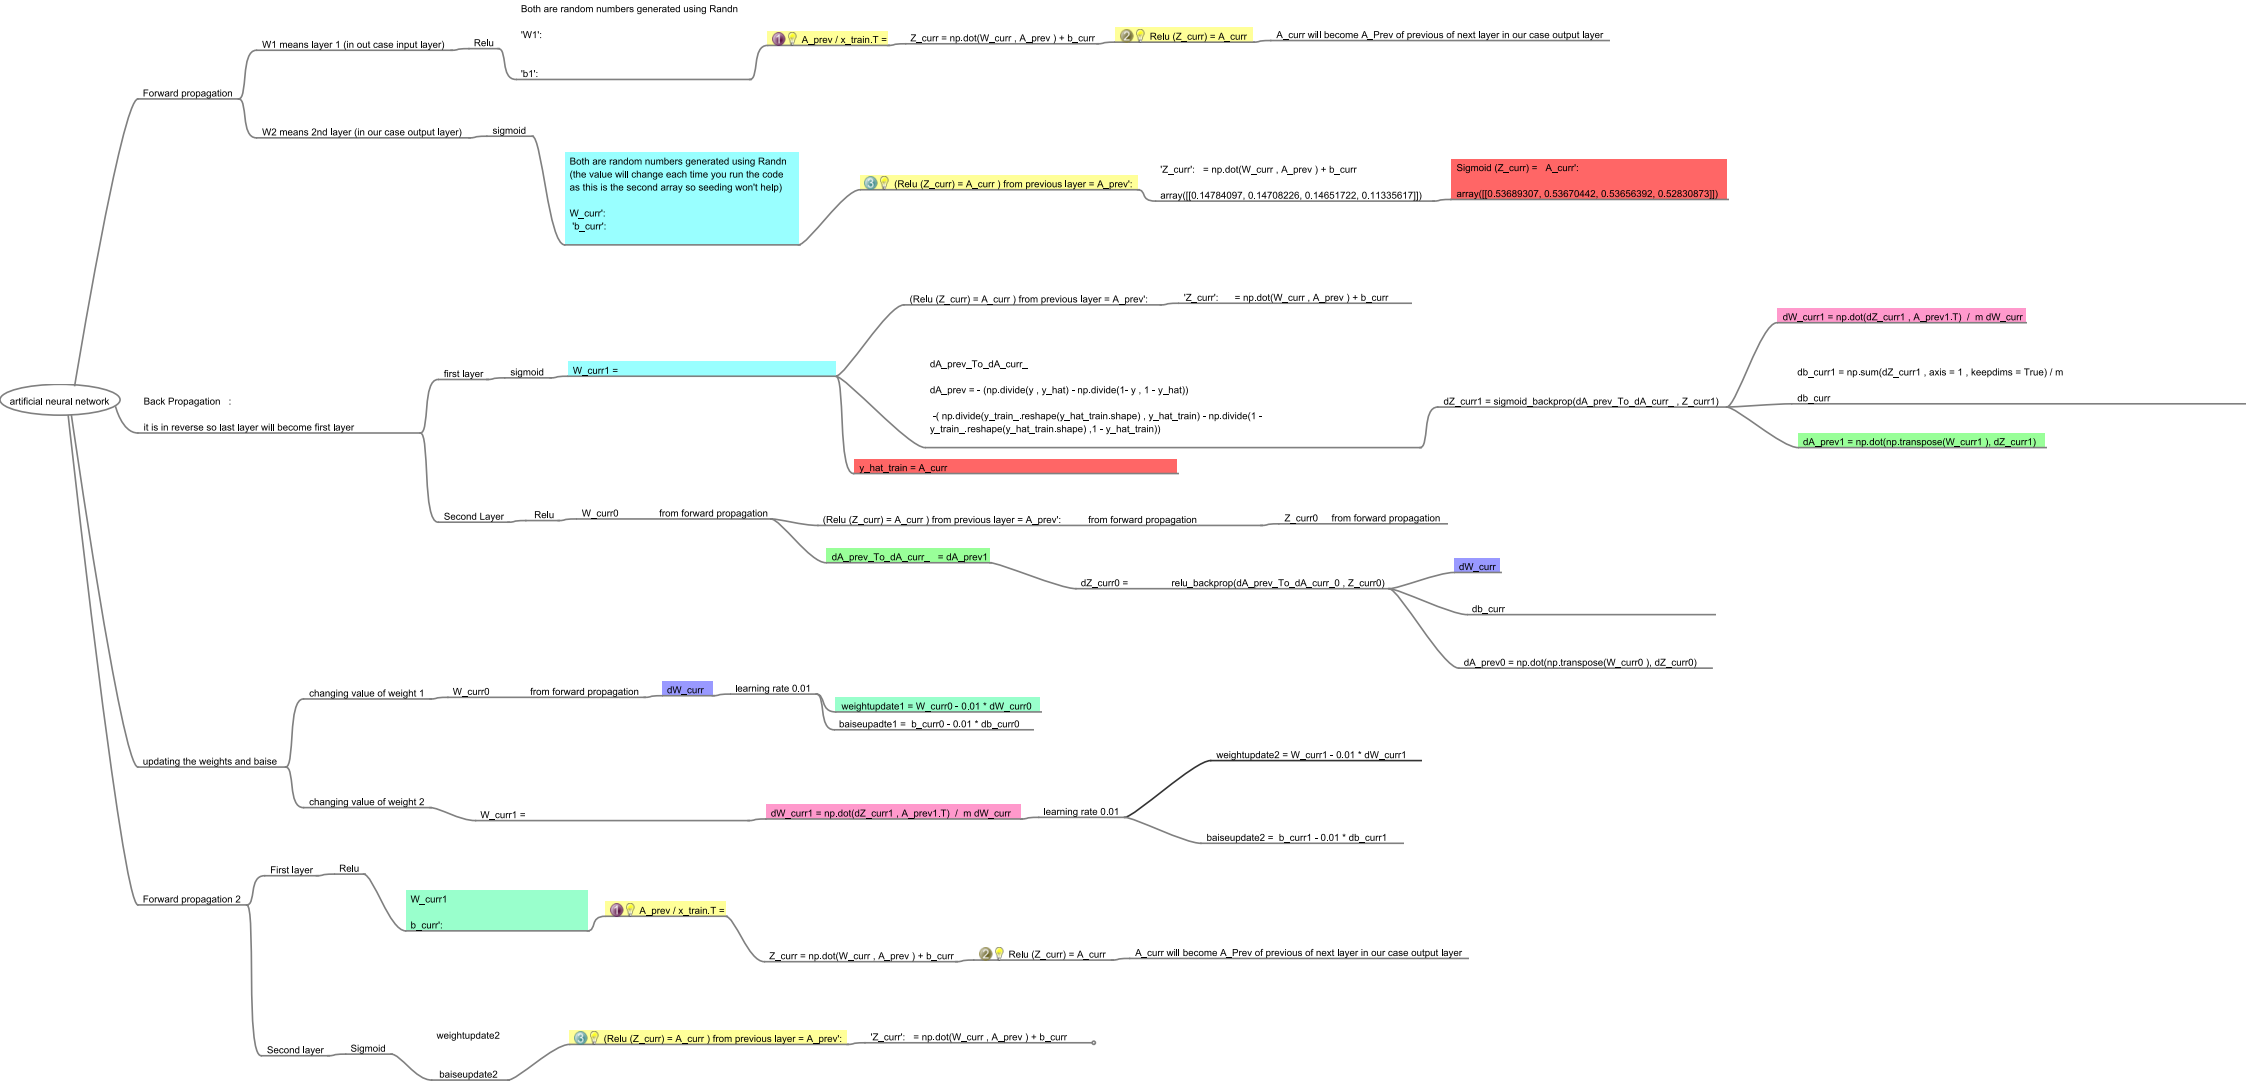 Both are random numbers generated using Randn
'W1':
'b1':
W1 means layer 1 (in out case input layer)
Relu
1 A_prev / x_train.T =
Z_curr = np.dot(W_curr , A_prev ) + b_curr
2 Relu (Z_curr) = A_curr
A_curr will become A_Prev of previous of next layer in our case output layer
Forward propagation
W2 means 2nd layer (in our case output layer)
sigmoid
Both are random numbers generated using Randn
(the value will change each time you run the code
as this is the second array so seeding won't help)
W_curr':
'b_curr':
3 (Relu (Z_curr) = A_curr ) from previous layer = A_prev':
'Z_curr': = np.dot(W_curr , A_prev ) + b_curr
array([[0.14784097, 0.14708226, 0.14651722, 0.11335617]])
Sigmoid (Z_curr) = A_curr':
array([[0.53689307, 0.53670442, 0.53656392, 0.52830873]])
artificial neural network
Back Propagation :
it is in reverse so last layer will become first layer
first layer
sigmoid
W_curr1 =
(Relu (Z_curr) = A_curr ) from previous layer = A_prev':
'Z_curr': = np.dot(W_curr , A_prev ) + b_curr
dA_prev_To_dA_curr_
dA_prev = - (np.divide(y , y_hat) - np.divide(1- y , 1 - y_hat))
-( np.divide(y_train_.reshape(y_hat_train.shape) , y_hat_train) - np.divide(1 -
y_train_.reshape(y_hat_train.shape) ,1 - y_hat_train))
dZ_curr1 = sigmoid_backprop(dA_prev_To_dA_curr_ , Z_curr1)
dW_curr1 = np.dot(dZ_curr1 , A_prev1.T) / m dW_curr
db_curr1 = np.sum(dZ_curr1 , axis = 1 , keepdims = True) / m
db_curr
dA_prev1 = np.dot(np.transpose(W_curr1 ), dZ_curr1)
y_hat_train = A_curr
Second Layer
Relu
W_curr0 from forward propagation
(Relu (Z_curr) = A_curr ) from previous layer = A_prev': from forward propagation
Z_curr0 from forward propagation
dA_prev_To_dA_curr_ = dA_prev1
dZ_curr0 = relu_backprop(dA_prev_To_dA_curr_0 , Z_curr0)
dW_curr
db_curr
dA_prev0 = np.dot(np.transpose(W_curr0 ), dZ_curr0)
updating the weights and baise
changing value of weight 1
W_curr0 from forward propagation
dW_curr
learning rate 0.01
weightupdate1 = W_curr0 - 0.01 * dW_curr0
baiseupadte1 = b_curr0 - 0.01 * db_curr0
changing value of weight 2
W_curr1 =
dW_curr1 = np.dot(dZ_curr1 , A_prev1.T) / m dW_curr
learning rate 0.01
weightupdate2 = W_curr1 - 0.01 * dW_curr1
baiseupdate2 = b_curr1 - 0.01 * db_curr1
Forward propagation 2
First layer
Relu
W_curr1
b_curr':
1 A_prev / x_train.T =
Z_curr = np.dot(W_curr , A_prev ) + b_curr
2 Relu (Z_curr) = A_curr
A_curr will become A_Prev of previous of next layer in our case output layer
Second layer
Sigmoid
weightupdate2
baiseupdate2
3 (Relu (Z_curr) = A_curr ) from previous layer = A_prev':
'Z_curr': = np.dot(W_curr , A_prev ) + b_curr